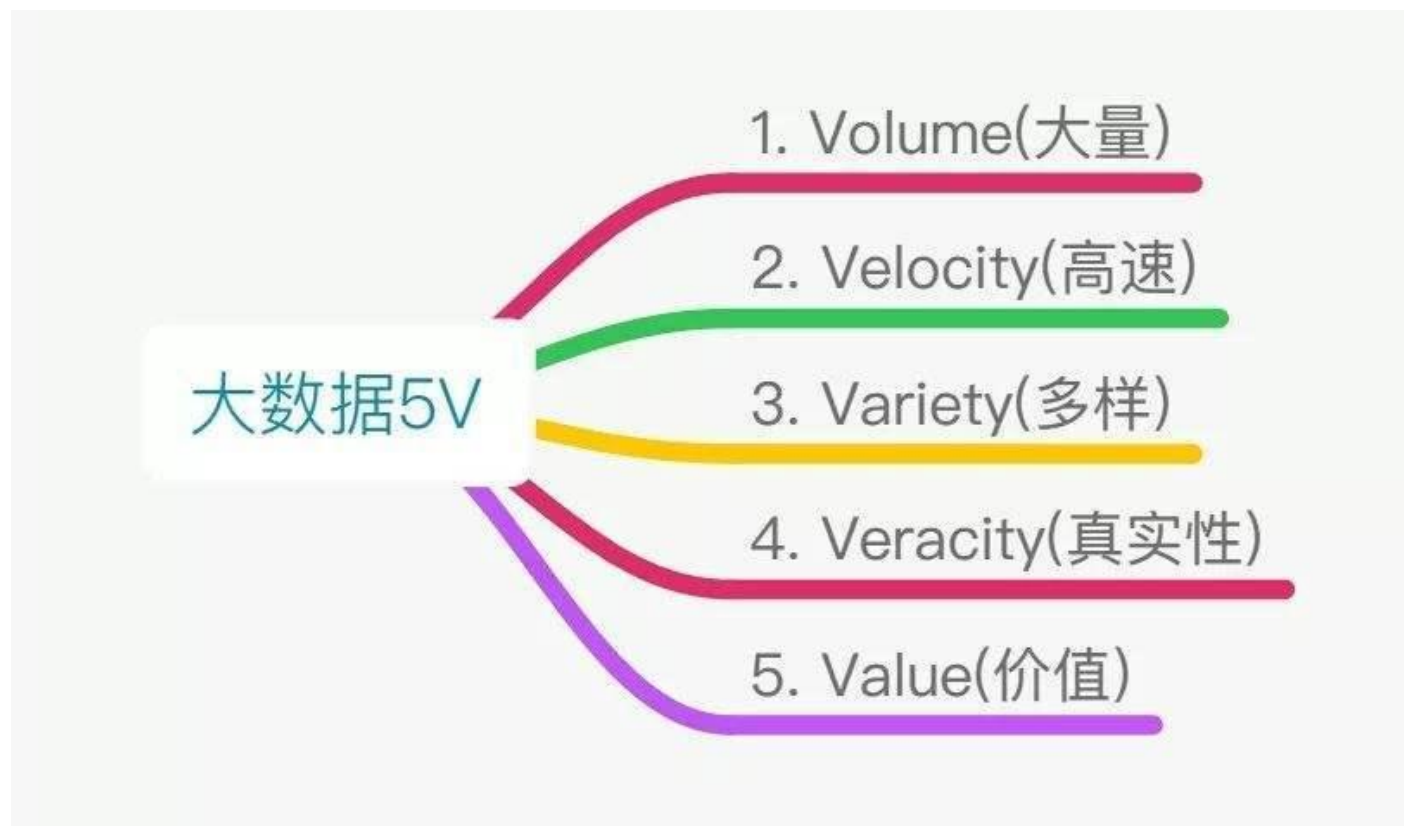 大数据5V
1. Volume(大量)
2. Velocity(高速)
3. Variety(多样)
4. Veracity(真实性)
5. Value(价值)